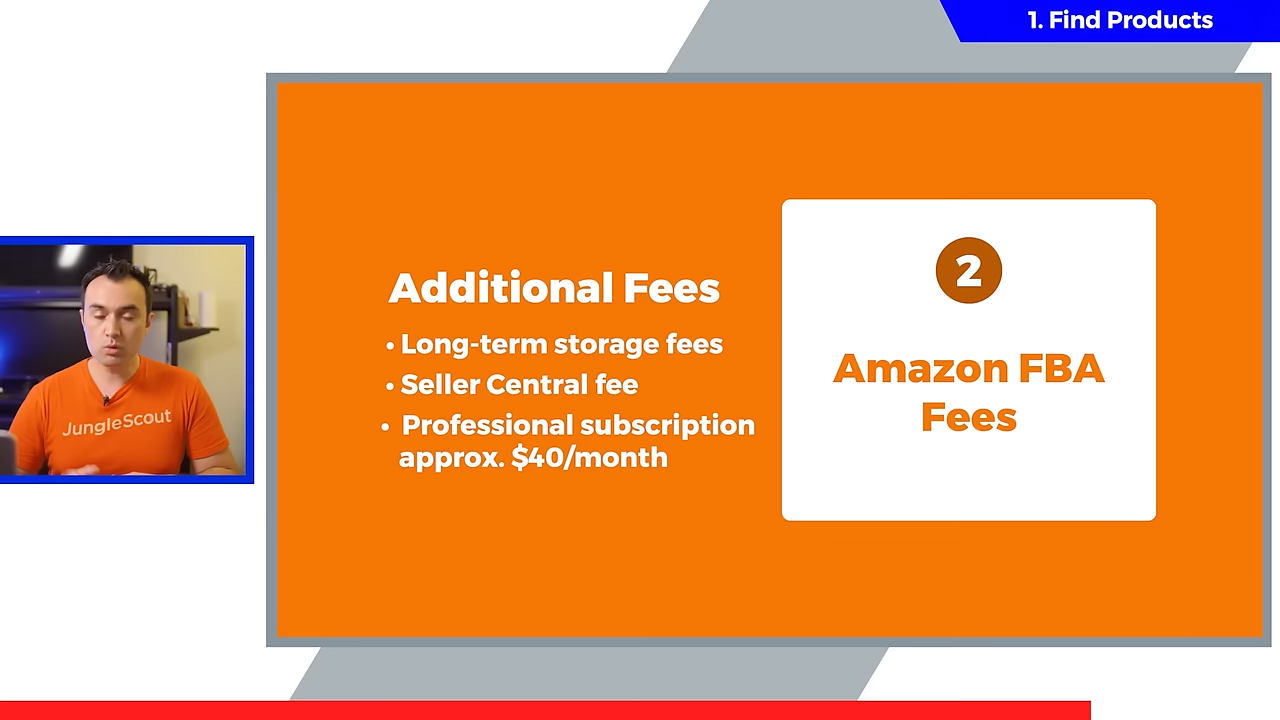 1. Find Products
JungleScout
Additional Fees
• Long-term storage fees
• Seller Central fee
• Professional subscription
approx. $40/month
2
Amazon FBA
Fees